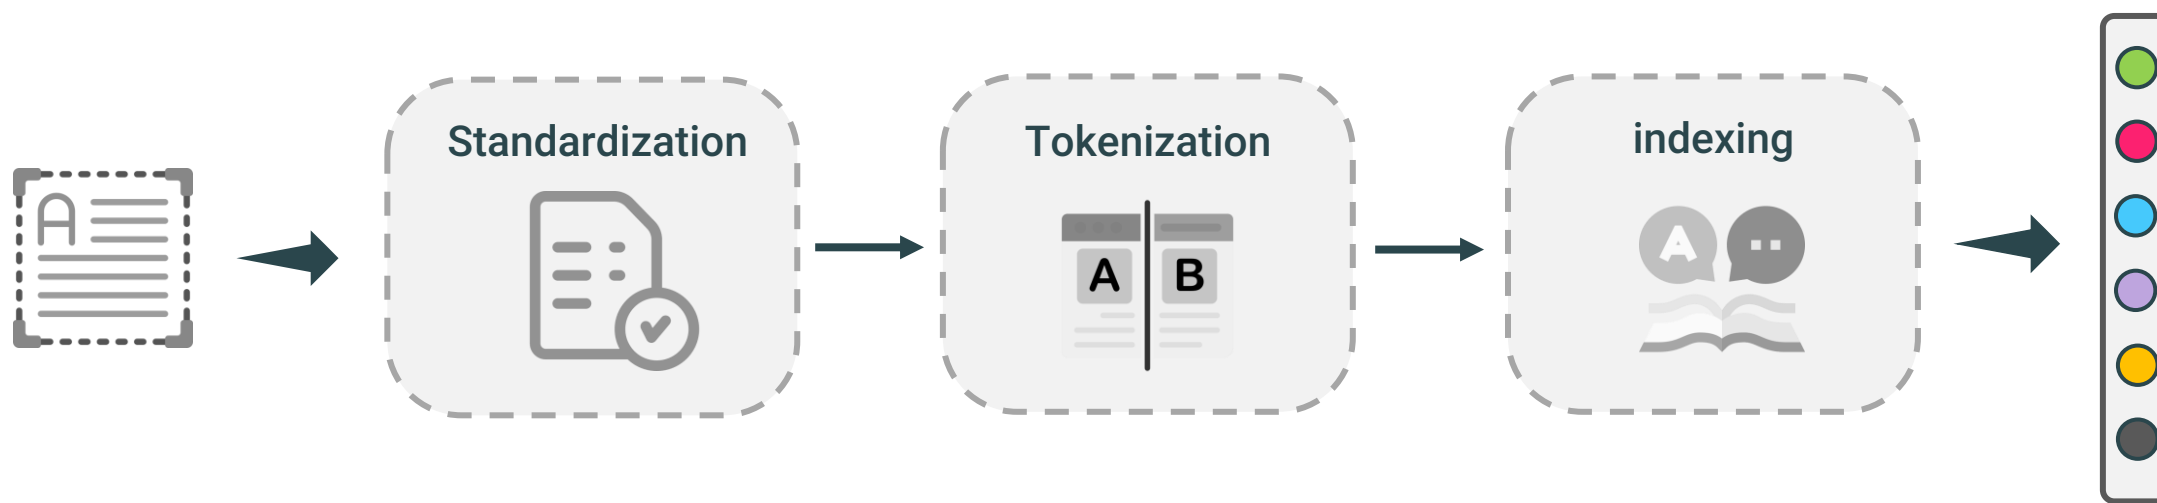 A
Standardization
Tokenization
A B
indexing
A